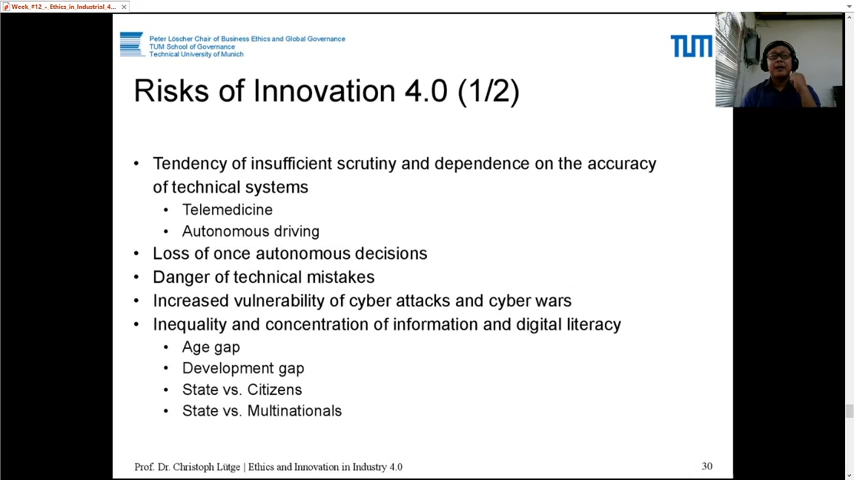 Week_#12_-_Ethics_in_Industrial_4...
Peter Löscher Chair of Business Ethics and Global Governance
TUM School of Governance
Technical University of Munich
TUM
Risks of Innovation 4.0 (1/2)
• Tendency of insufficient scrutiny and dependence on the accuracy
of technical systems
• Telemedicine
• Autonomous driving
• Loss of once autonomous decisions
• Danger of technical mistakes
• Increased vulnerability of cyber attacks and cyber wars
• Inequality and concentration of information and digital literacy
• Age gap
• Development gap
• State vs. Citizens
• State vs. Multinationals
Prof. Dr. Christoph Lütge | Ethics and Innovation in Industry 4.0
30